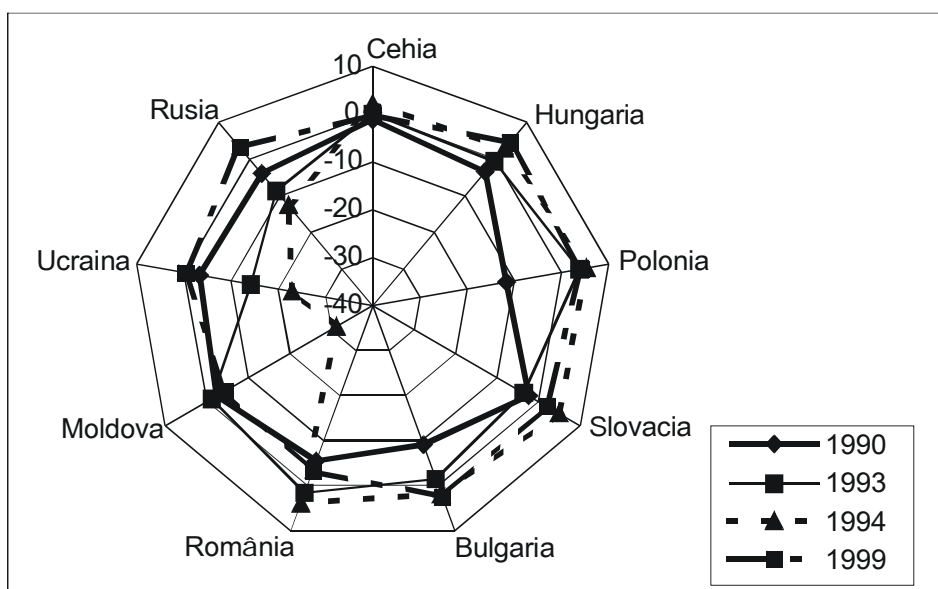 Cehia
10
Rusia
0
Hungaria
-10
-20
Ucraina
Polonia
-30
-40
Moldova
Slovacia
România
Bulgaria
1990
1993
1994
1999